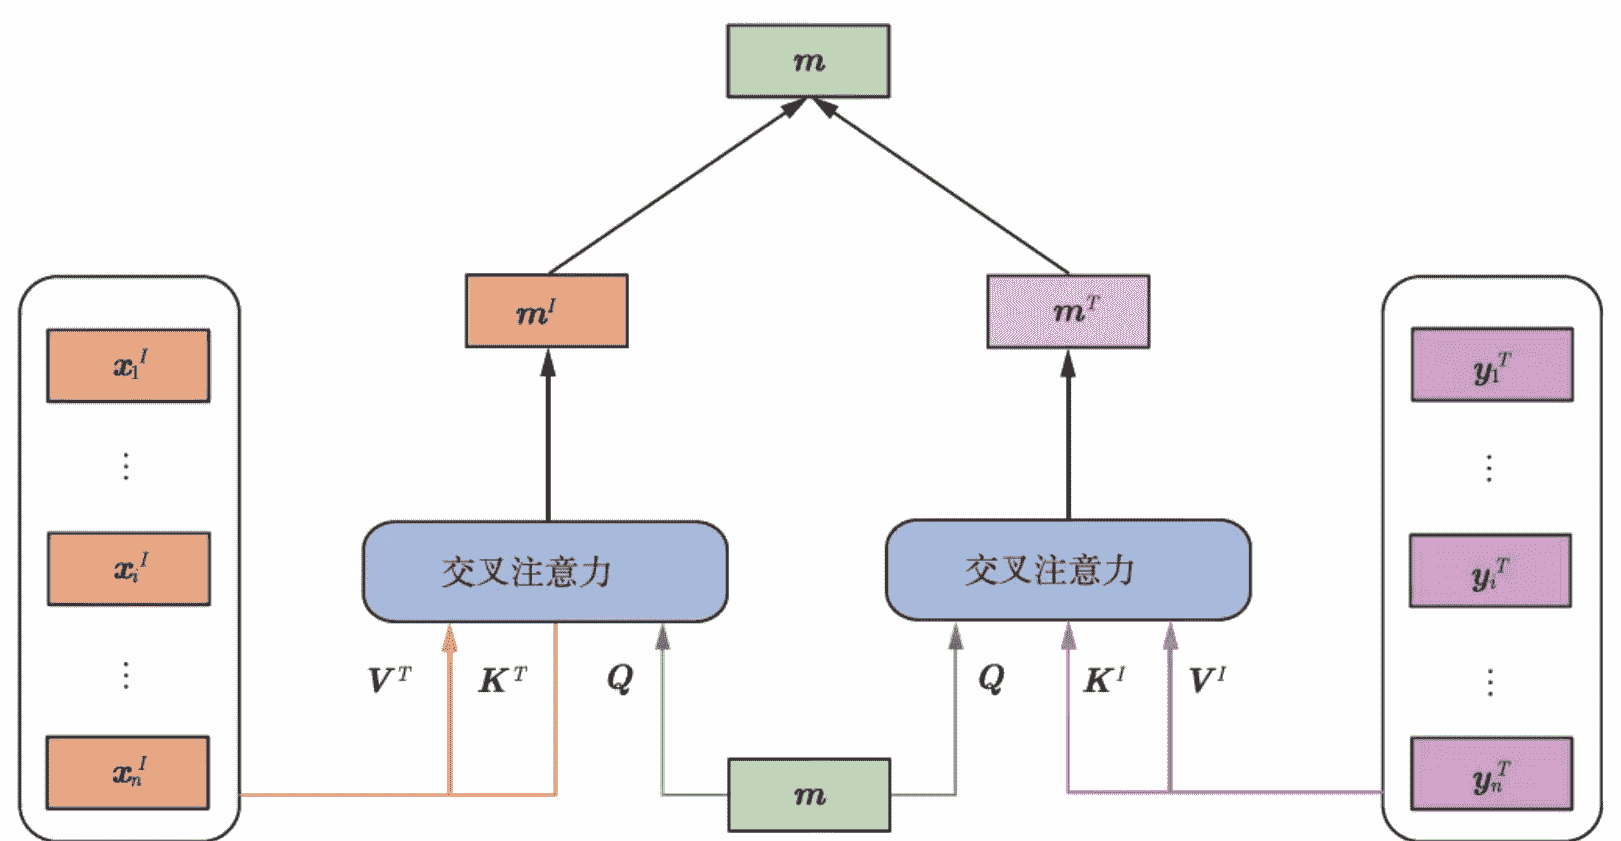 m
m^I
m^T
x_1^I
y_1^T
⋮
⋮
x_i^I
交叉注意力
交叉注意力
y_i^T
⋮
V^T
K^T
Q
Q
K^I
V^I
⋮
x_n^I
m
y_n^T